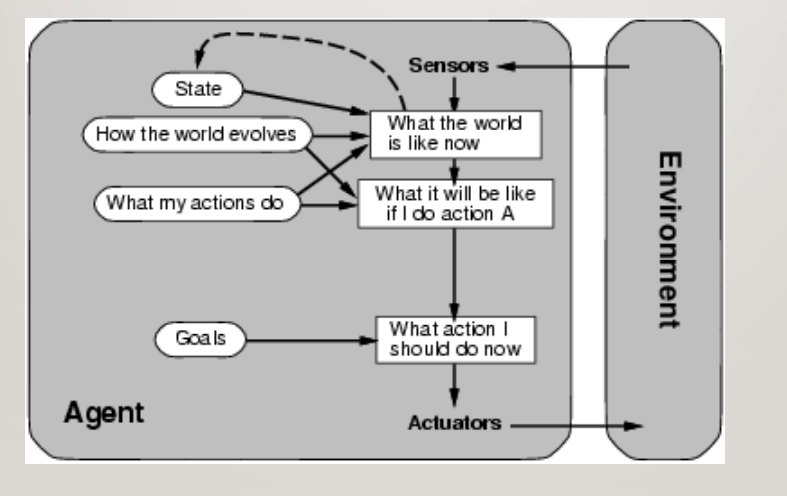 Sensors
State
What the world
is like now
How the world evolves
What it will be like
if I do action A
What my actions do
Environment
What action I
should do now
Goals
Agent
Actuators